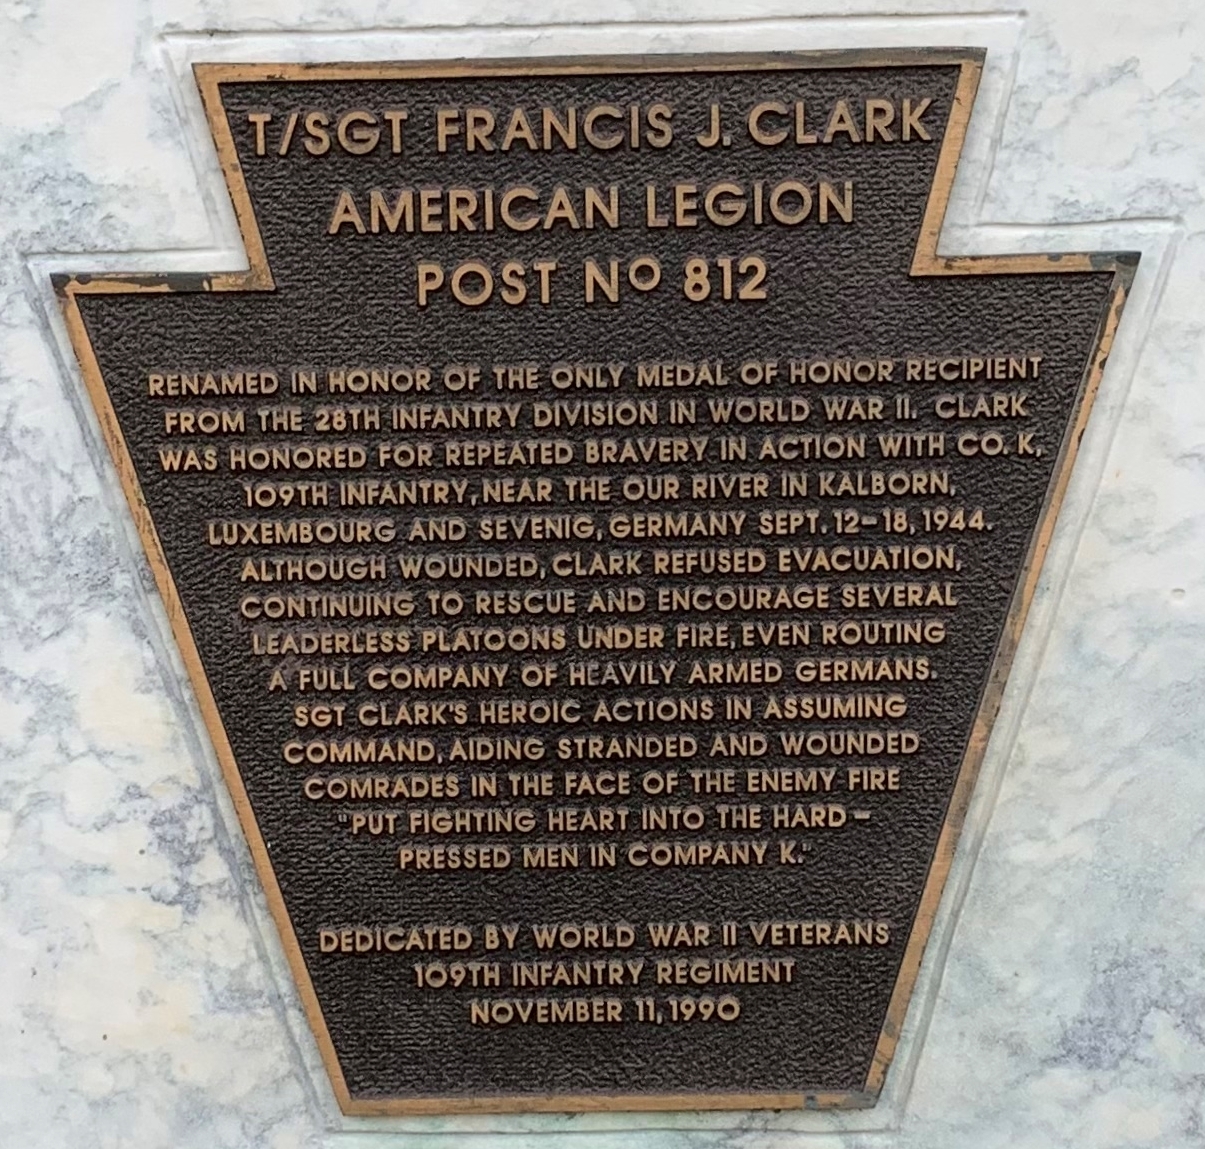 T/SGT FRANCIS J. CLARK
AMERICAN LEGION
POST No 812
RENAMED IN HONOR OF THE ONLY MEDAL OF HONOR RECIPIENT
FROM THE 28TH INFANTRY DIVISION IN WORLD WAR II. CLARK
WAS HONORED FOR REPEATED BRAVERY IN ACTION WITH CO. K,
109TH INFANTRY, NEAR THE OUR RIVER IN KALBORN,
LUXEMBOURG AND SEVENIG, GERMANY SEPT. 12-18, 1944.
ALTHOUGH WOUNDED, CLARK REFUSED EVACUATION,
CONTINUING TO RESCUE AND ENCOURAGE SEVERAL
LEADERLESS PLATOONS UNDER FIRE, EVEN ROUTING
A FULL COMPANY OF HEAVILY ARMED GERMANS.
SGT CLARK'S HEROIC ACTIONS IN ASSUMING
COMMAND, AIDING STRANDED AND WOUNDED
COMRADES IN THE FACE OF THE ENEMY FIRE
"PUT FIGHTING HEART INTO THE HARD-
PRESSED MEN IN COMPANY K."
DEDICATED BY WORLD WAR II VETERANS
109TH INFANTRY REGIMENT
NOVEMBER 11, 1990